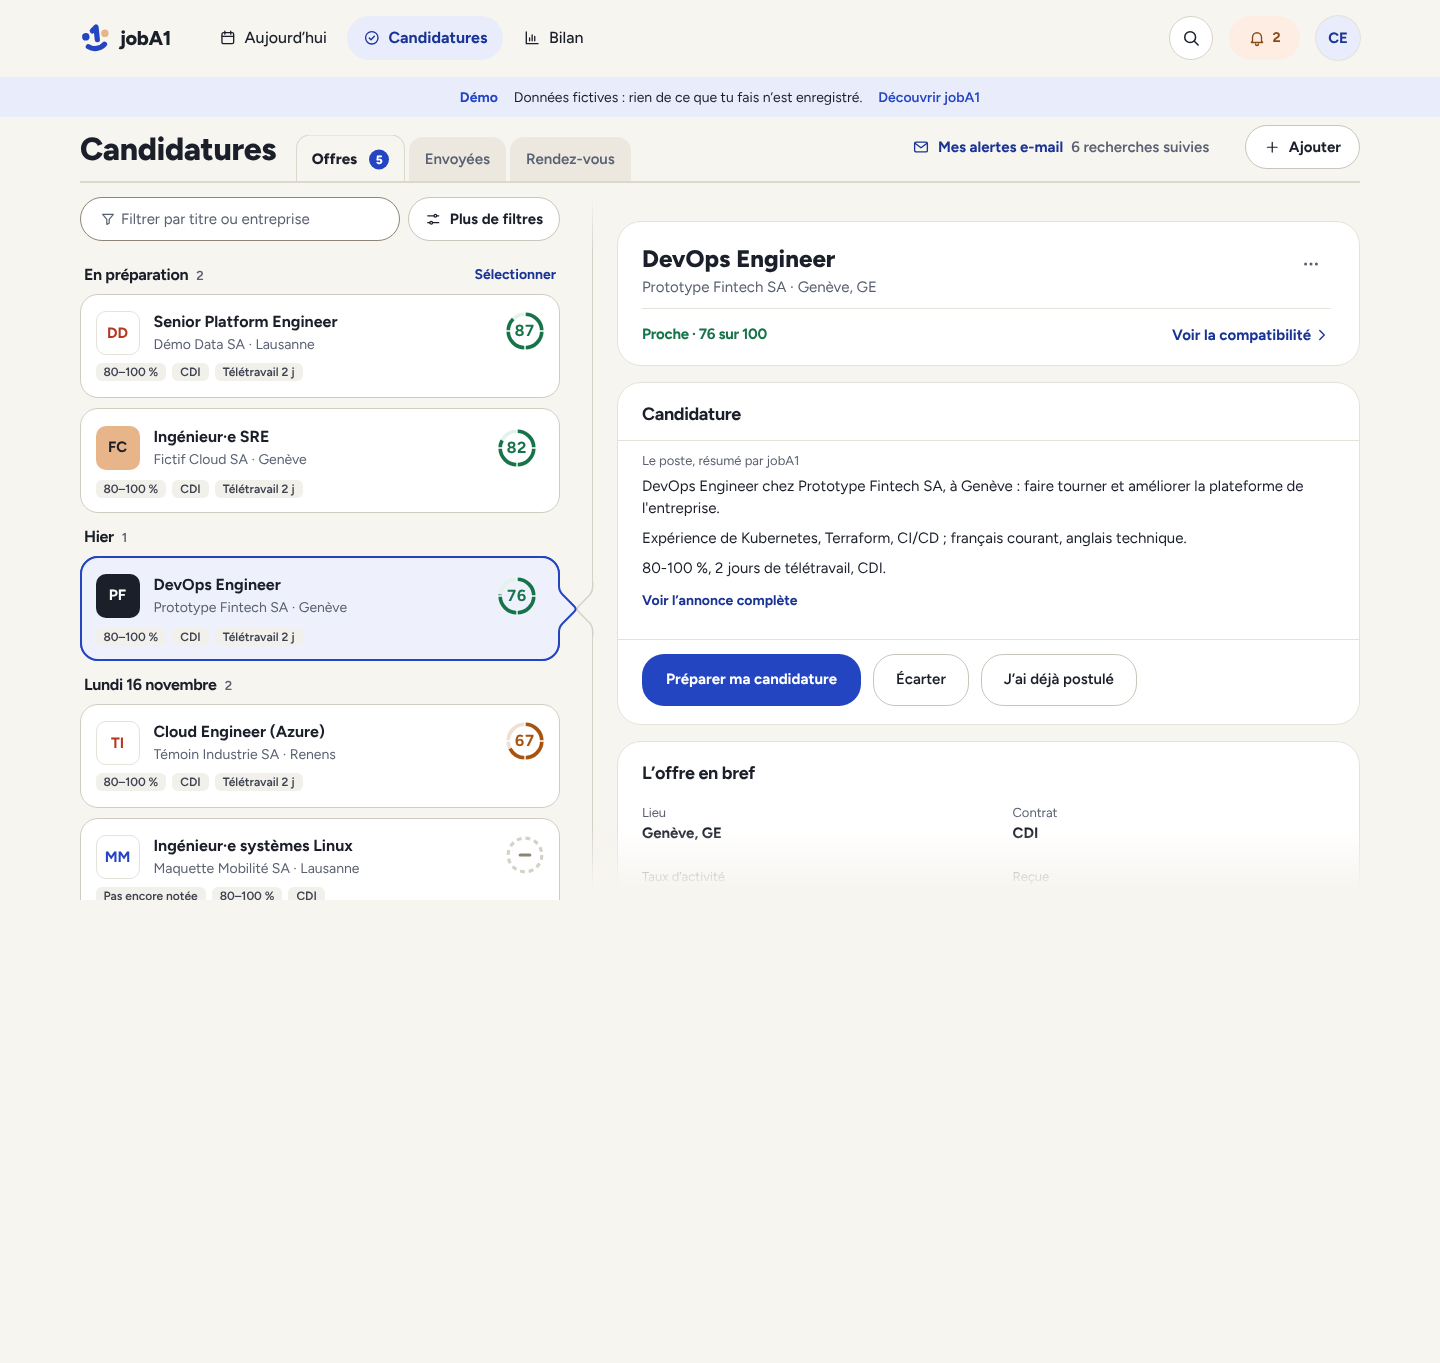 jobA1
Aujourd’hui
Candidatures
Bilan
2
CE
Démo Données fictives : rien de ce que tu fais n’est enregistré. Découvrir jobA1
Candidatures
Offres 5
Envoyées
Rendez-vous
Mes alertes e-mail 6 recherches suivies
Ajouter
Filtrer par titre ou entreprise
Plus de filtres
En préparation 2
Sélectionner
DD
Senior Platform Engineer
Démo Data SA · Lausanne
87
80–100 % CDI Télétravail 2 j
FC
Ingénieur·e SRE
Fictif Cloud SA · Genève
82
80–100 % CDI Télétravail 2 j
Hier 1
PF
DevOps Engineer
Prototype Fintech SA · Genève
76
80–100 % CDI Télétravail 2 j
Lundi 16 novembre 2
TI
Cloud Engineer (Azure)
Témoin Industrie SA · Renens
67
80–100 % CDI Télétravail 2 j
MM
Ingénieur·e systèmes Linux
Maquette Mobilité SA · Lausanne
Pas encore notée 80–100 % CDI
DevOps Engineer
Prototype Fintech SA · Genève, GE
Proche · 76 sur 100
Voir la compatibilité
Candidature
Le poste, résumé par jobA1
DevOps Engineer chez Prototype Fintech SA, à Genève : faire tourner et améliorer la plateforme de
l'entreprise.
Expérience de Kubernetes, Terraform, CI/CD ; français courant, anglais technique.
80-100 %, 2 jours de télétravail, CDI.
Voir l’annonce complète
Préparer ma candidature
Écarter
J’ai déjà postulé
L’offre en bref
Lieu
Genève, GE
Contrat
CDI
Taux d’activité
Reçue